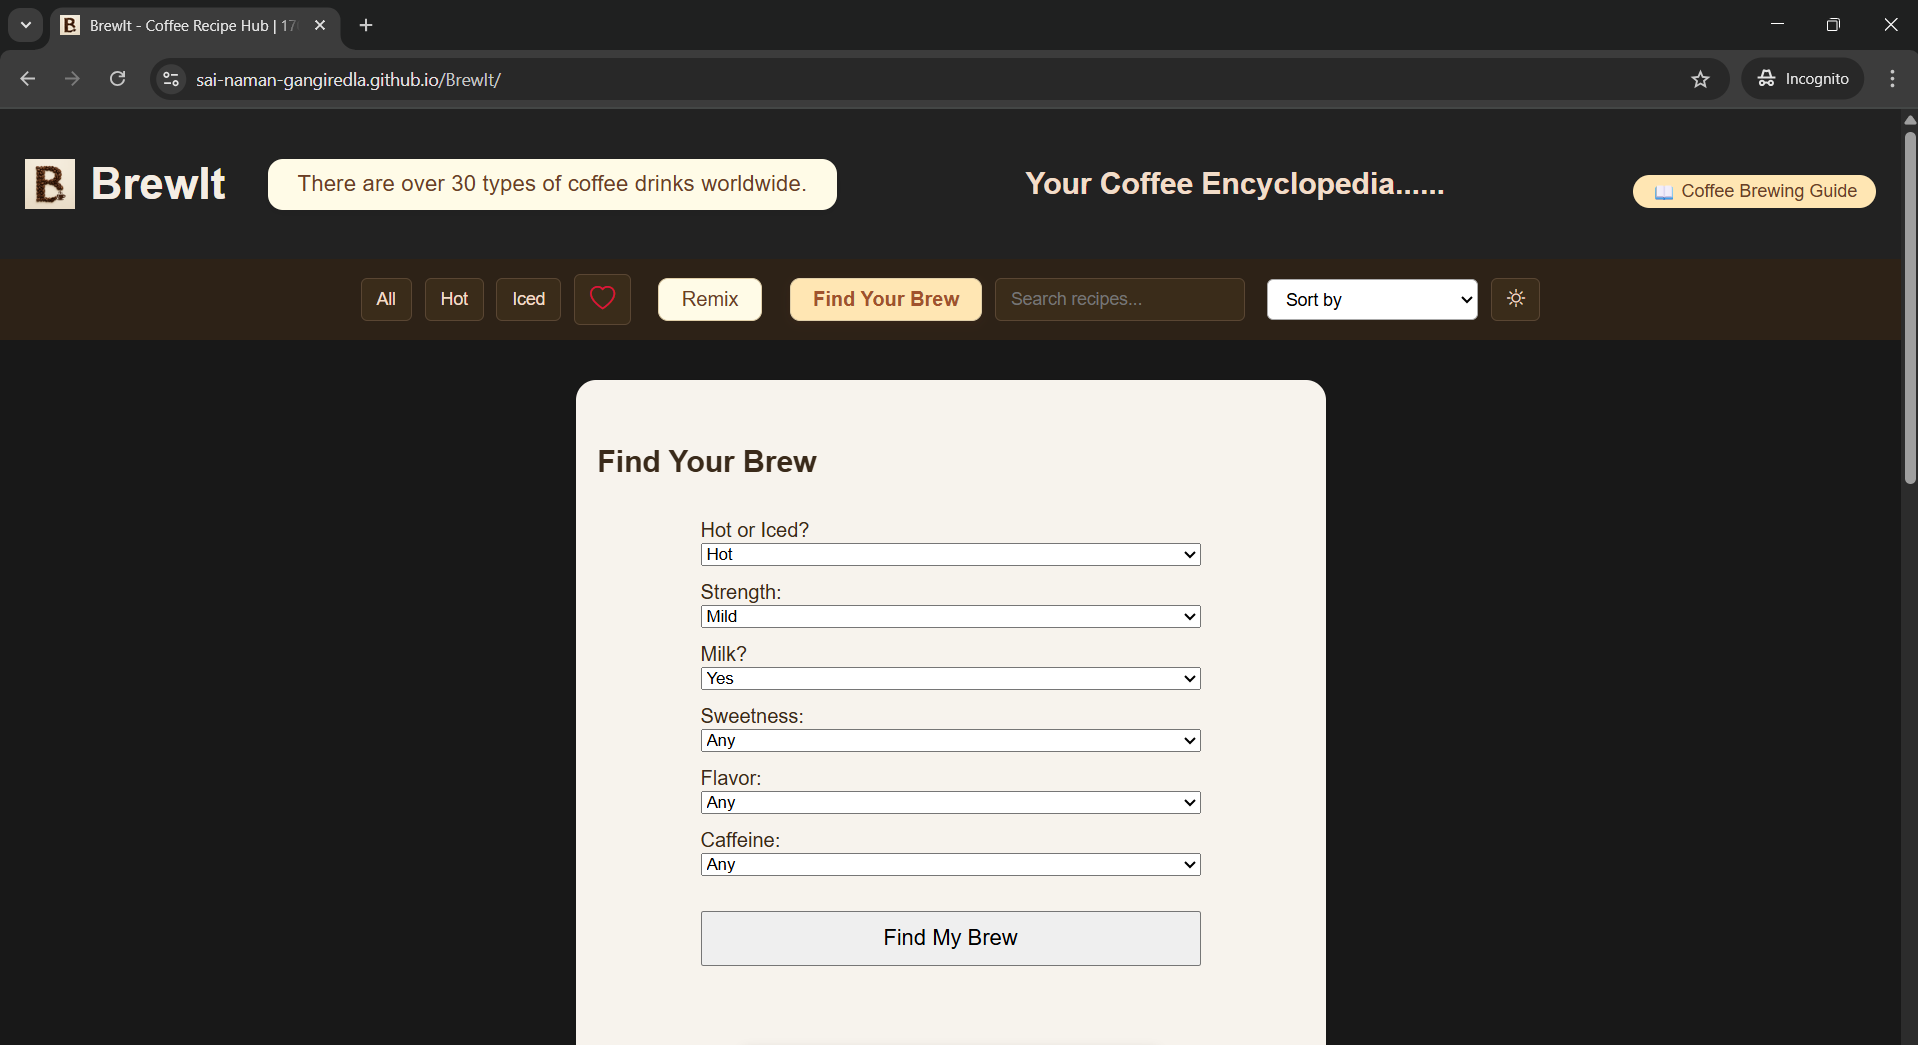 BrewIt - Coffee Recipe Hub | 17
sai-naman-gangiredla.github.io/BrewIt/
Incognito
B BrewIt
There are over 30 types of coffee drinks worldwide.
Your Coffee Encyclopedia......
📖 Coffee Brewing Guide
All
Hot
Iced
Remix
Find Your Brew
Search recipes...
Sort by
Find Your Brew
Hot or Iced?
Hot
Strength:
Mild
Milk?
Yes
Sweetness:
Any
Flavor:
Any
Caffeine:
Any
Find My Brew